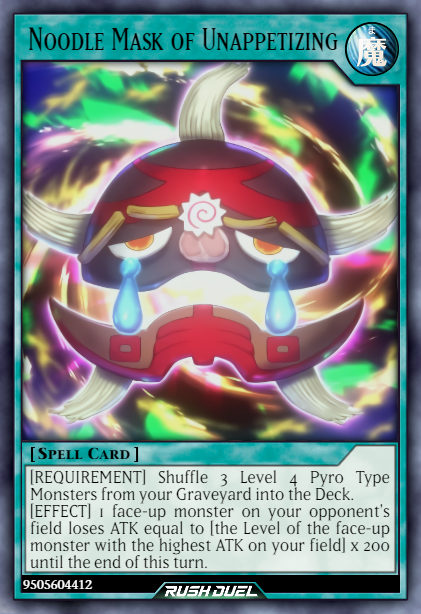 Noodle Mask of Unappetizing
ま
魔
[Spell Card]
[REQUIREMENT] Shuffle 3 Level 4 Pyro Type
Monsters from your Graveyard into the Deck.
[EFFECT] 1 face-up monster on your opponent's
field loses ATK equal to [the Level of the face-up
monster with the highest ATK on your field] x 200
until the end of this turn.
9505604412
RUSH DUEL